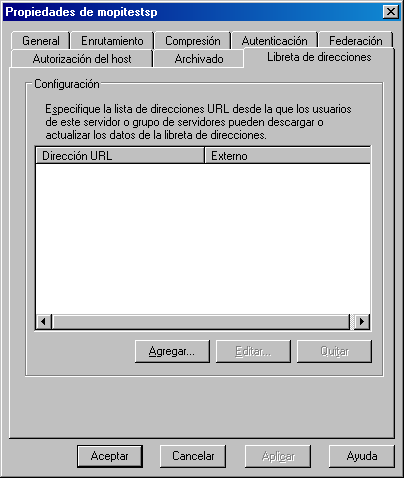 Propiedades de mopitestsp
General Enrutamiento Compresión Autenticación Federación
Autorización del host Archivado Libreta de direcciones
Configuración
Especifique la lista de direcciones URL desde la que los usuarios
de este servidor o grupo de servidores pueden descargar o
actualizar los datos de la libreta de direcciones.
Dirección URL Externo
Agregar... Editar... Quitar
Aceptar Cancelar Aplicar Ayuda